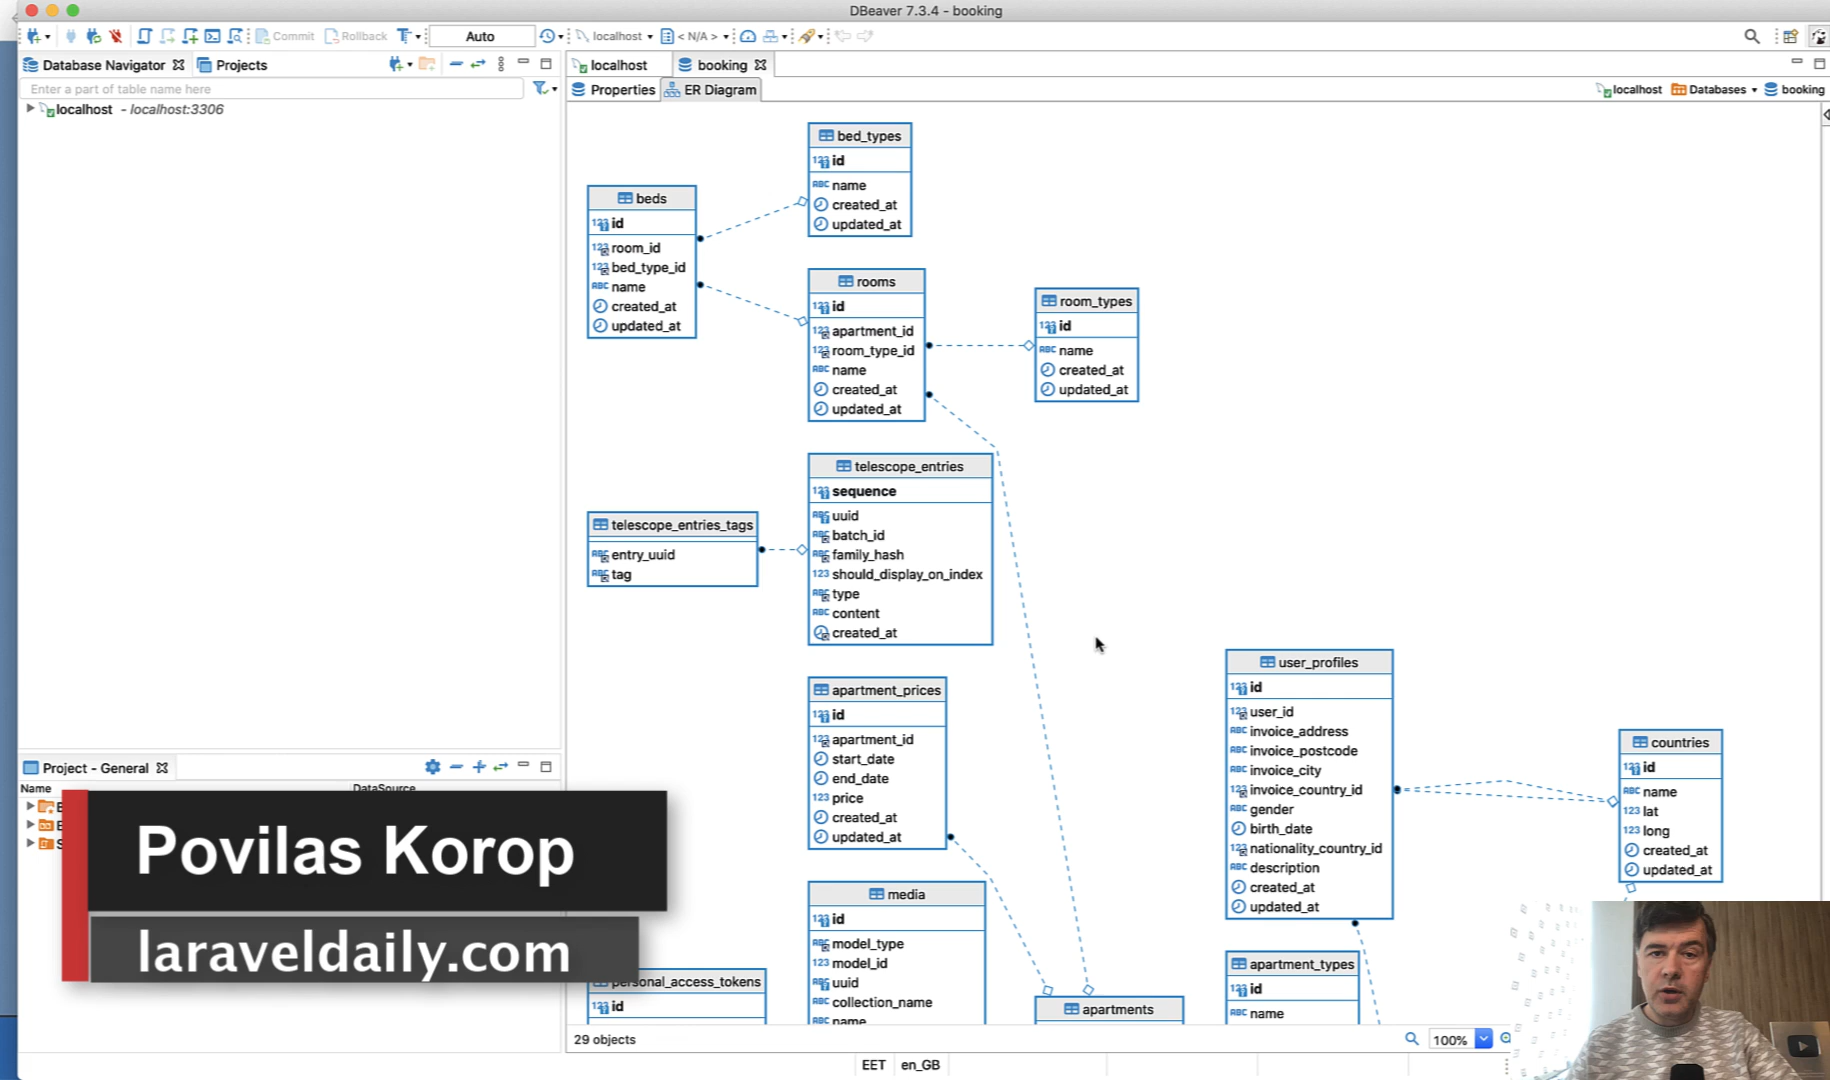 DBeaver 7.3.4 - booking
Commit
Rollback
Auto
localhost
< N/A >
Database Navigator
Projects
Enter a part of table name here
localhost - localhost:3306
localhost
booking
Properties
ER Diagram
localhost
Databases
booking
bed_types
id
name
created_at
updated_at
beds
id
room_id
bed_type_id
name
created_at
updated_at
rooms
id
apartment_id
room_type_id
name
created_at
updated_at
room_types
id
name
created_at
updated_at
telescope_entries
sequence
uuid
batch_id
family_hash
should_display_on_index
type
content
created_at
telescope_entries_tags
entry_uuid
tag
apartment_prices
id
apartment_id
start_date
end_date
price
created_at
updated_at
user_profiles
id
user_id
invoice_address
invoice_postcode
invoice_city
invoice_country_id
gender
birth_date
nationality_country_id
description
created_at
updated_at
countries
id
name
lat
long
created_at
updated_at
media
id
model_type
model_id
uuid
collection_name
name
personal_access_tokens
id
apartments
apartment_types
id
name
Project - General
Name
DataSource
Povilas Korop
laraveldaily.com
29 objects
100%
EET
en_GB